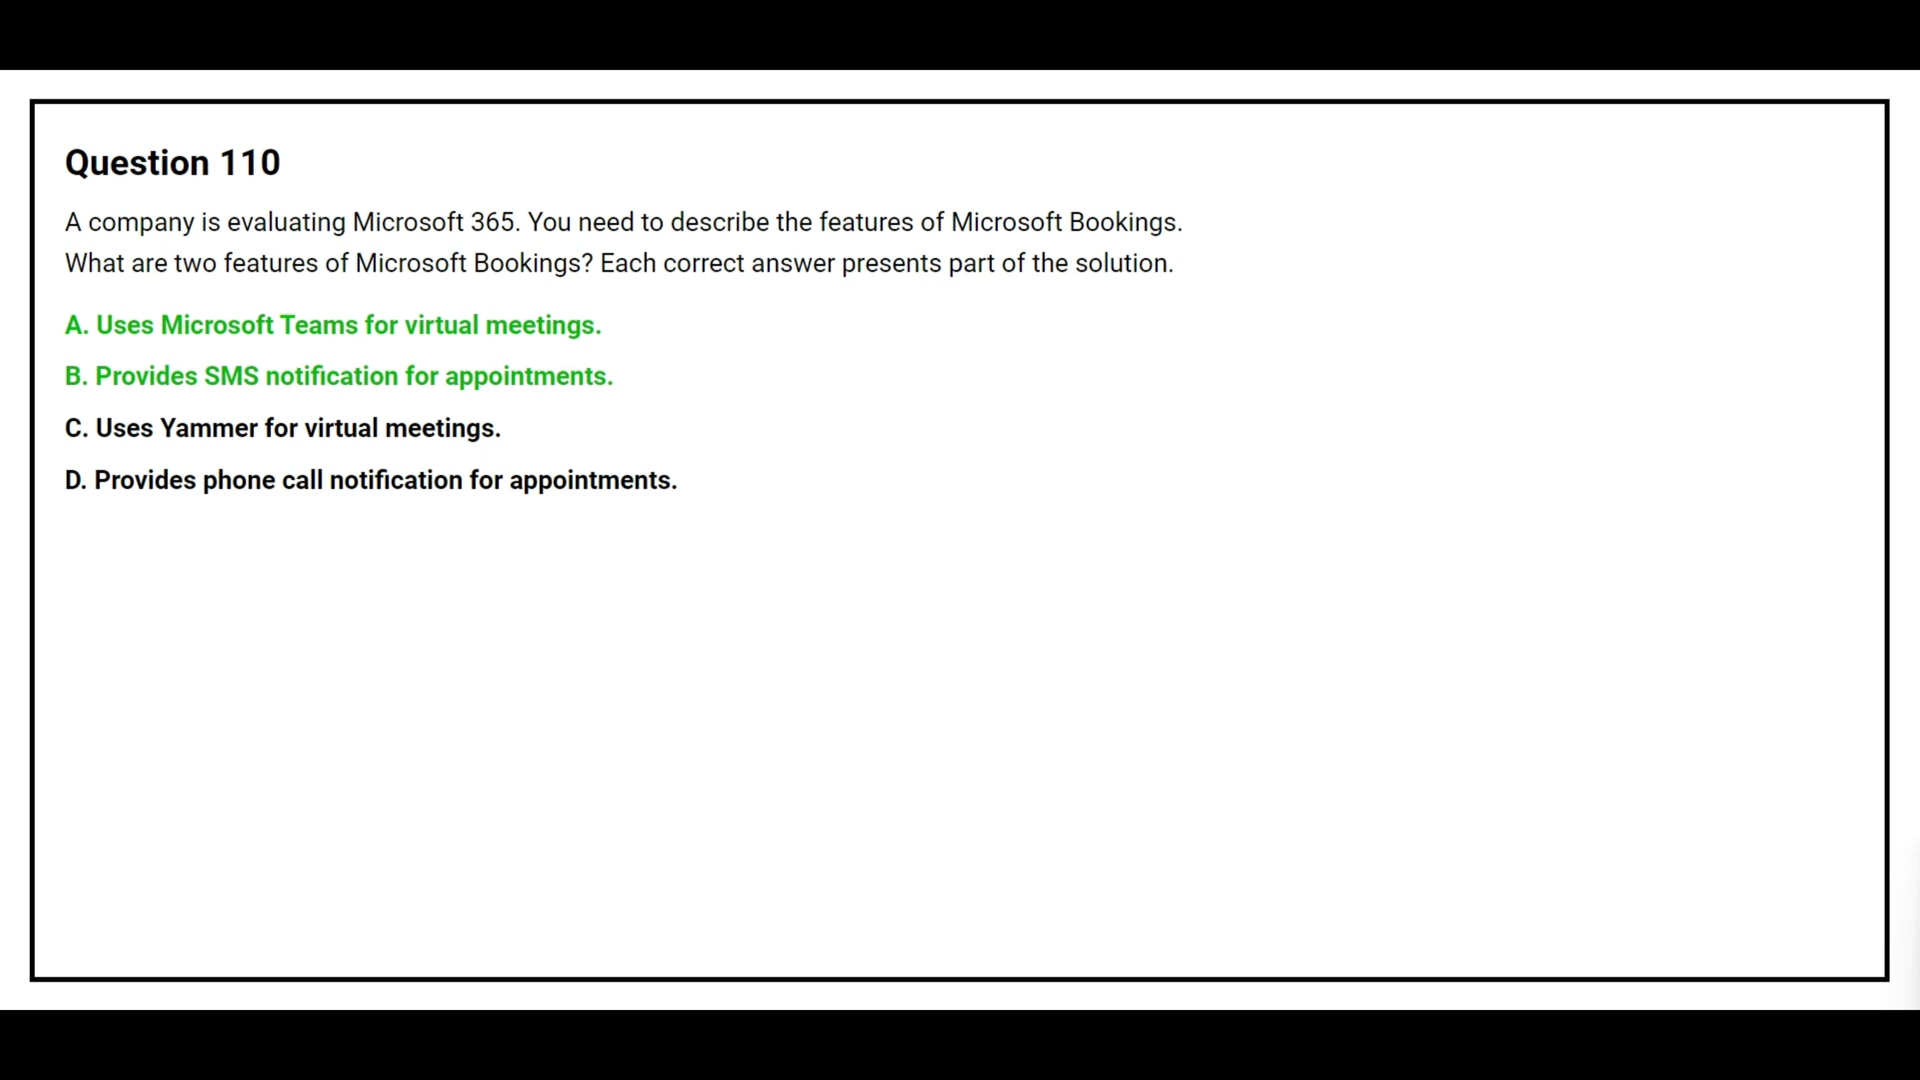 Question 110
A company is evaluating Microsoft 365. You need to describe the features of Microsoft Bookings.
What are two features of Microsoft Bookings? Each correct answer presents part of the solution.
A. Uses Microsoft Teams for virtual meetings.
B. Provides SMS notification for appointments.
C. Uses Yammer for virtual meetings.
D. Provides phone call notification for appointments.